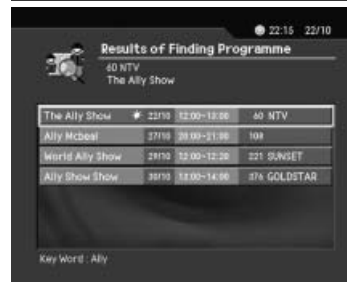 22:15 22/10
Results of Finding Programme
60 NTV
The Ally Show
The Ally Show 22/10 12:00~13:00 60 NTV
Ally Mcbeal 27/10 20:00~21:00 108
World Ally Show 29/10 12:00~12:20 221 SUNSET
Ally Show Show 30/10 13:00~14:00 376 GOLDSTAR
Key Word : Ally